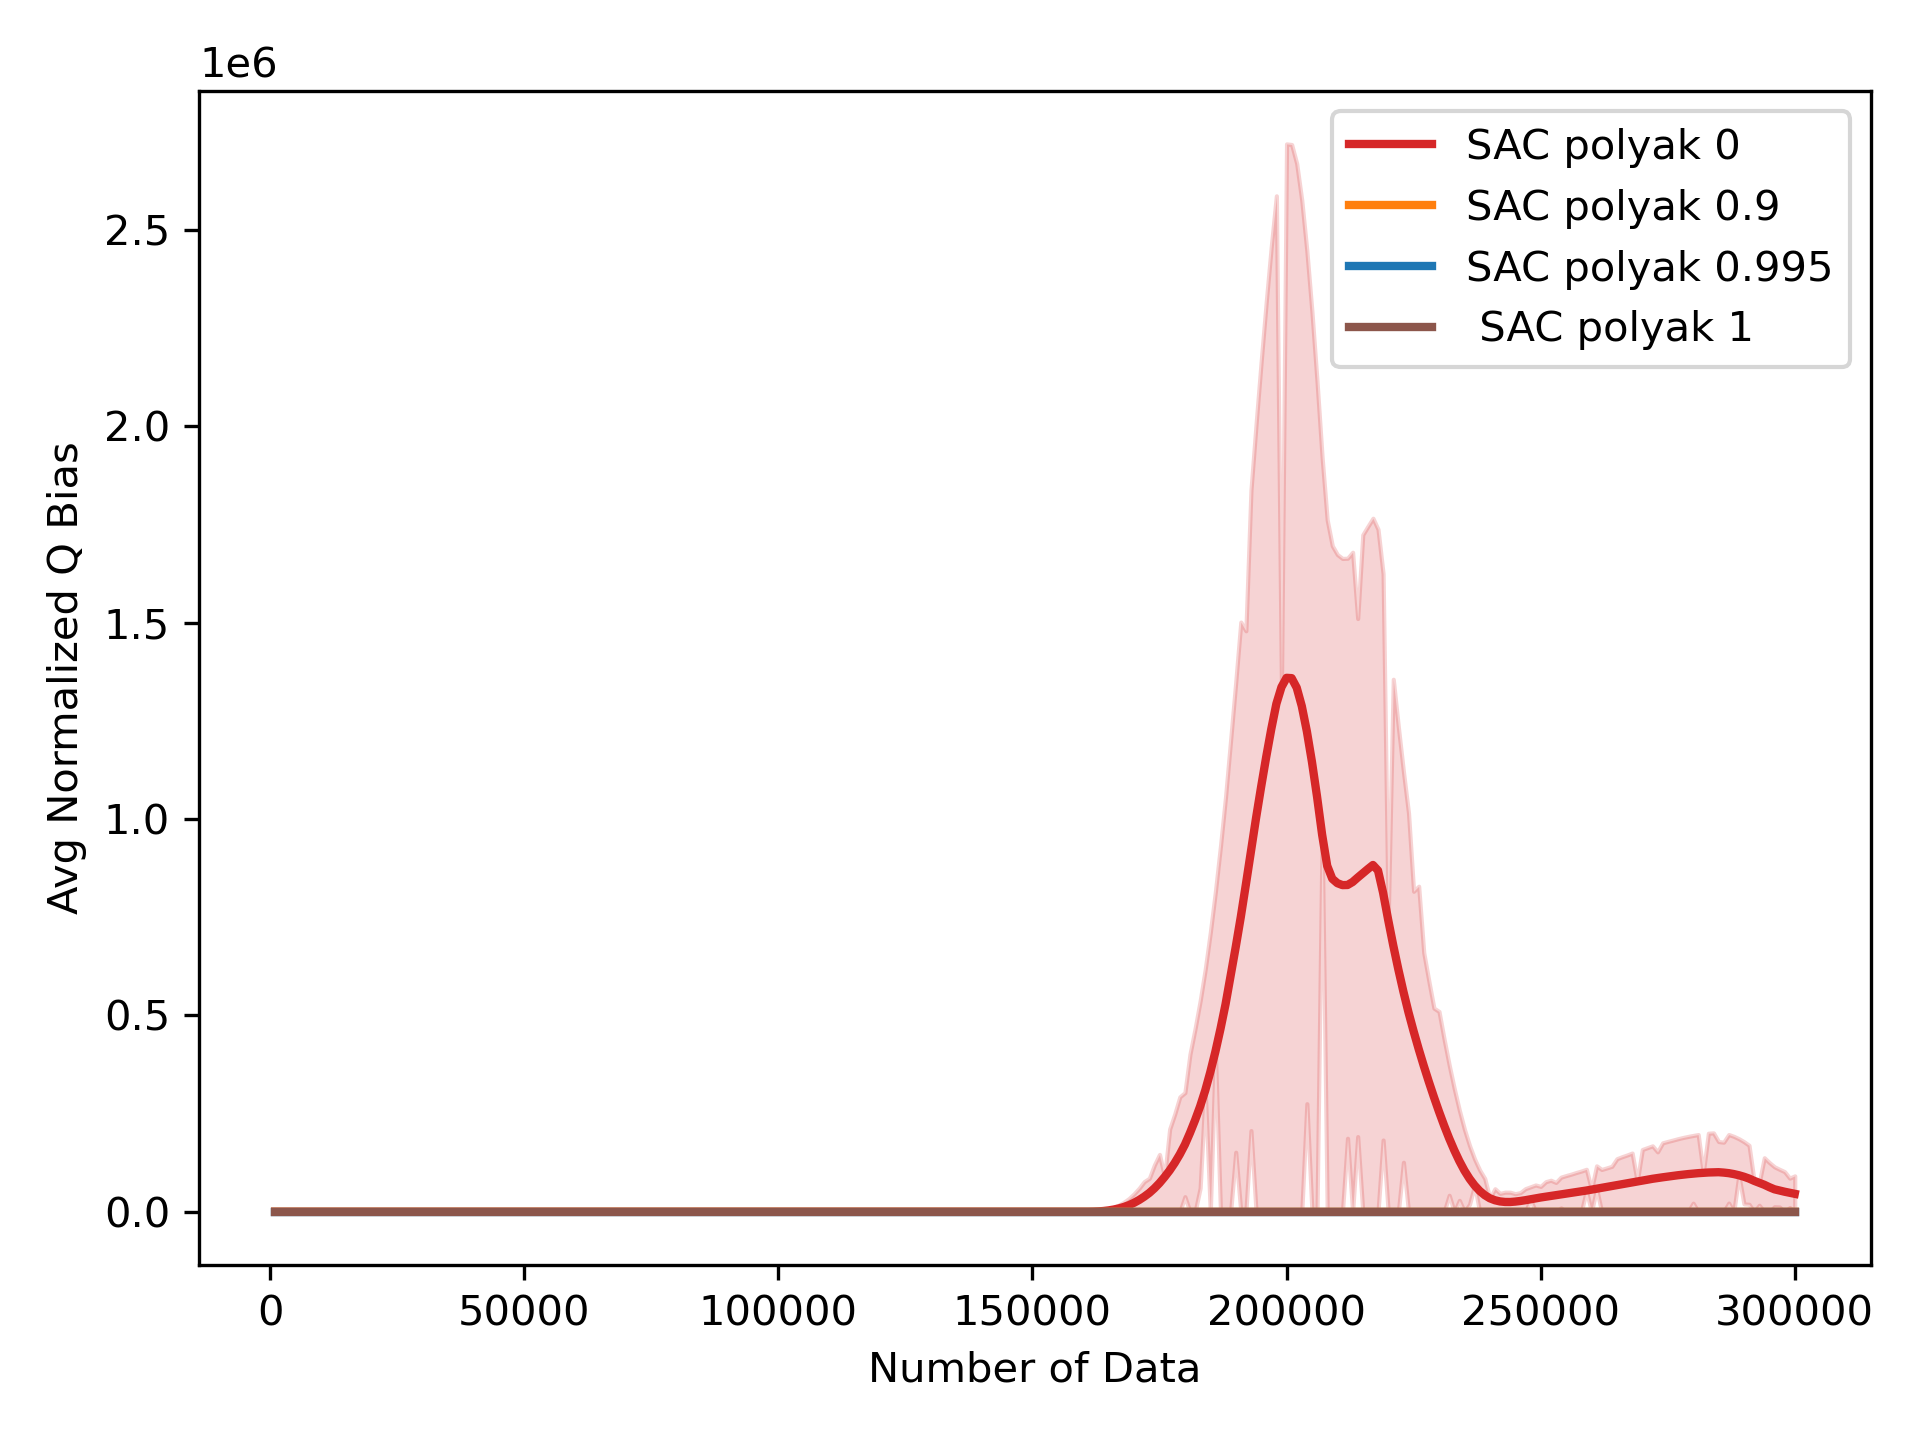 1e6
SAC polyak 0
SAC polyak 0.9
SAC polyak 0.995
SAC polyak 1
2.5
2.0
1.5
1.0
0.5
0.0
Avg Normalized Q Bias
0 50000 100000 150000 200000 250000 300000
Number of Data